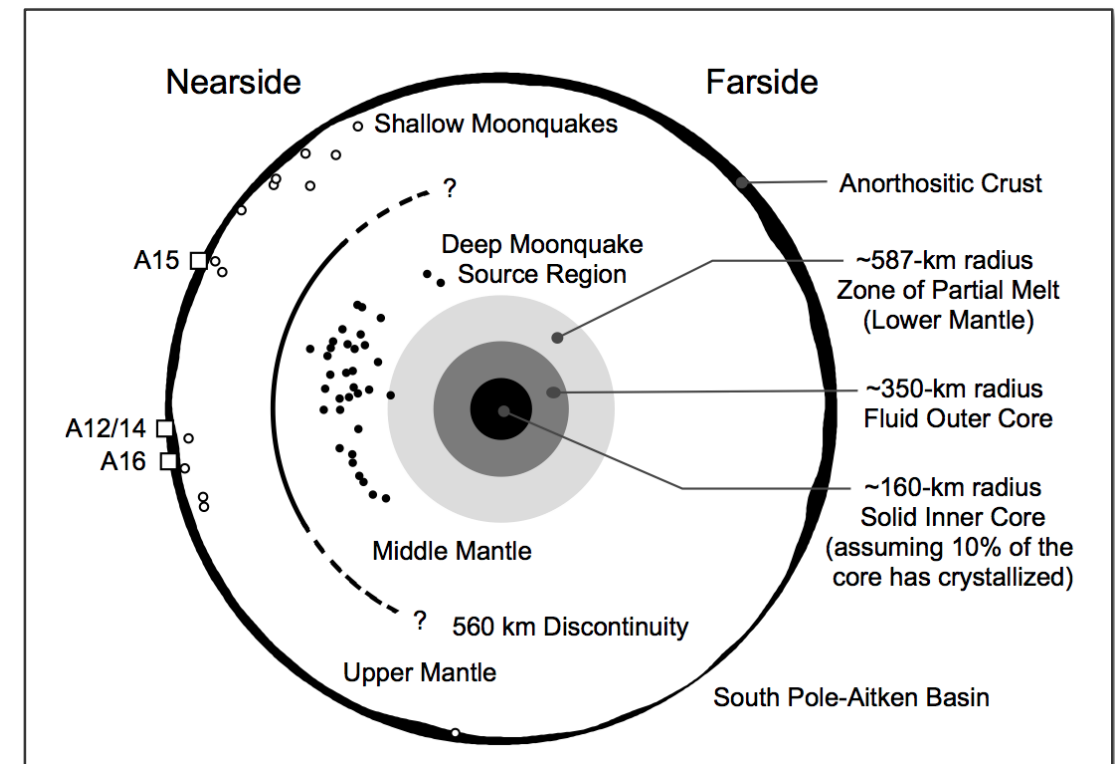 Nearside
Farside
Shallow Moonquakes
?
Anorthositic Crust
Deep Moonquake
Source Region
A15
~587-km radius
Zone of Partial Melt
(Lower Mantle)
~350-km radius
Fluid Outer Core
A12/14
A16
~160-km radius
Solid Inner Core
(assuming 10% of the
core has crystallized)
Middle Mantle
?
560 km Discontinuity
Upper Mantle
South Pole-Aitken Basin